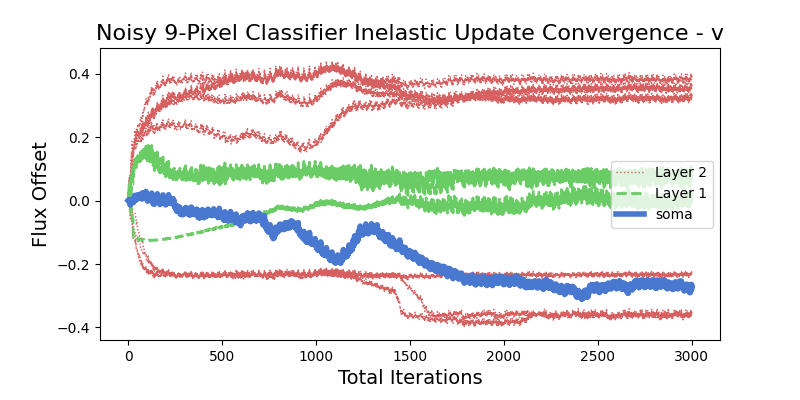 Noisy 9-Pixel Classifier Inelastic Update Convergence - v
Flux Offset
0.4
0.2
0.0
−0.2
−0.4
Layer 2
Layer 1
soma
0
500
1000
1500
2000
2500
3000
Total Iterations